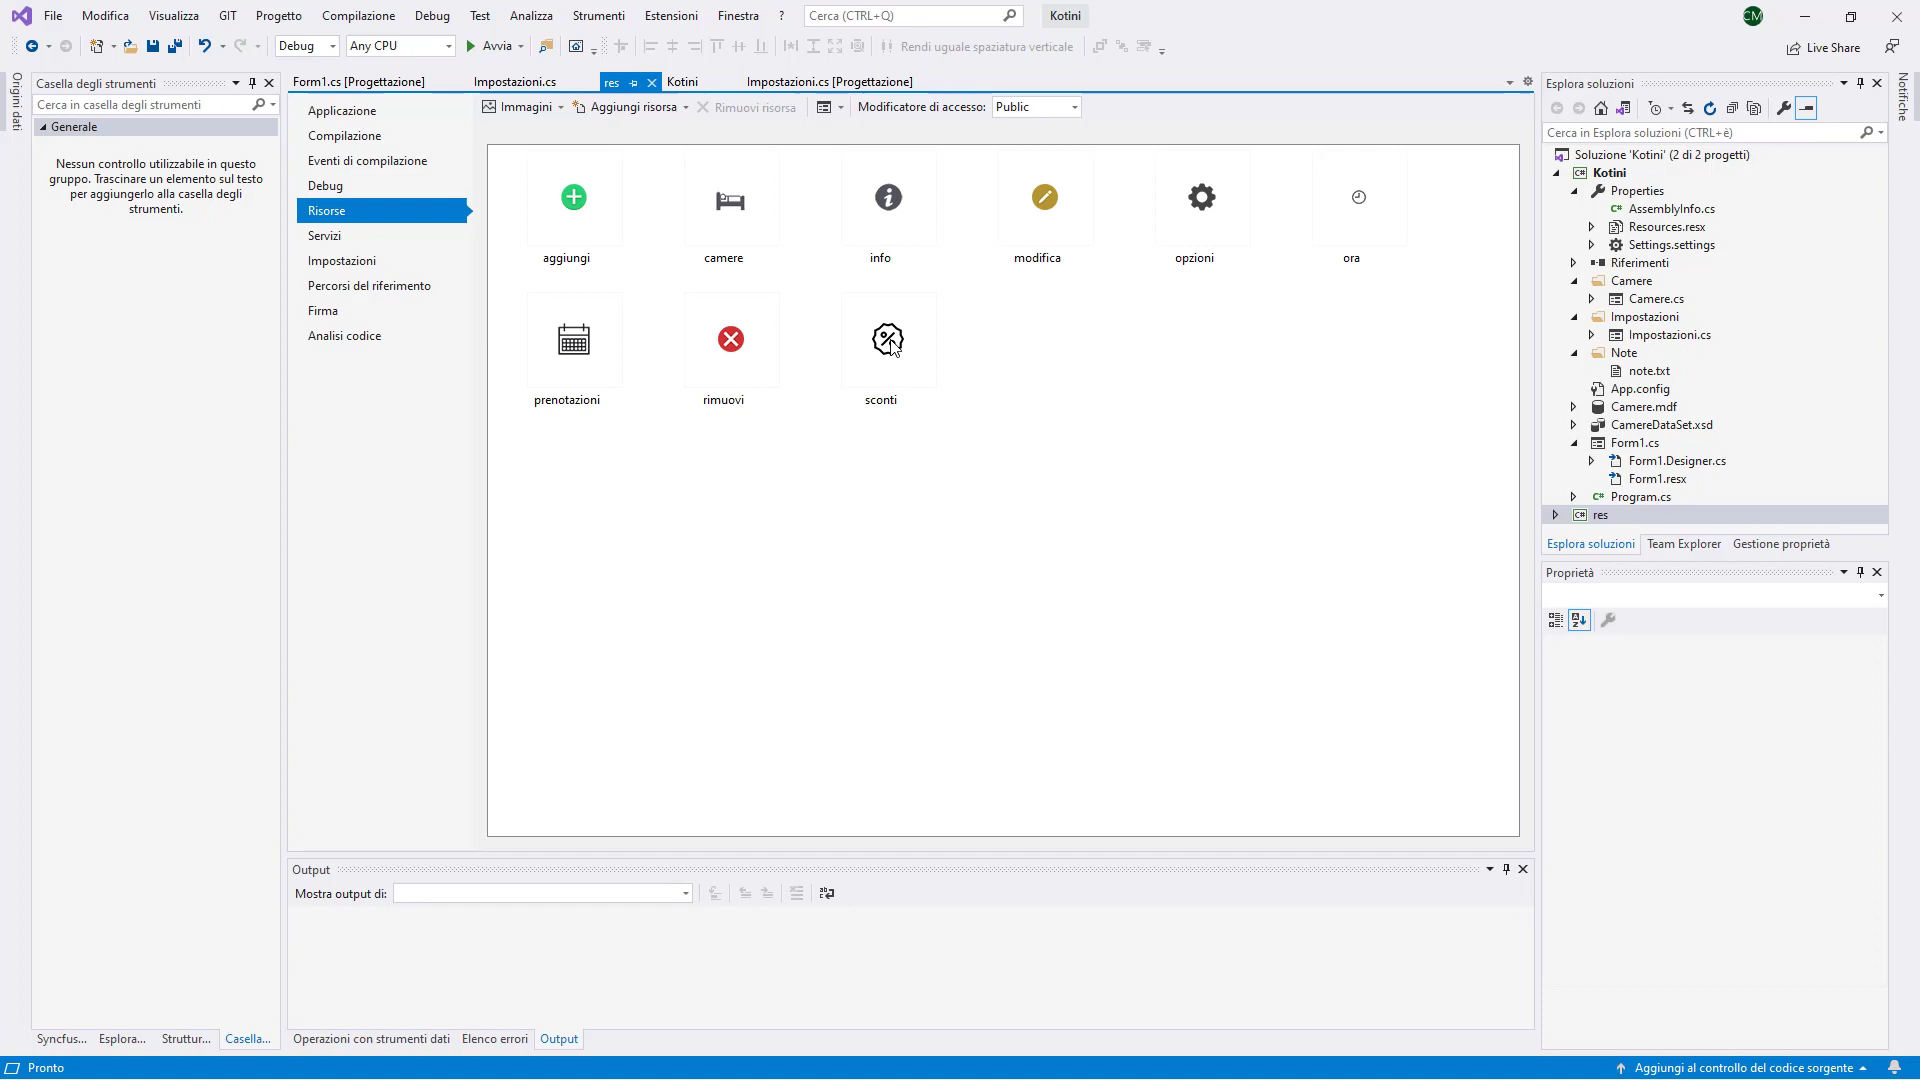 File Modifica Visualizza GIT Progetto Compilazione Debug Test Analizza Strumenti Estensioni Finestra ? Cerca (CTRL+Q) Kotini CM
Debug Any CPU Avvia Rendi uguale spaziatura verticale Live Share
Origini dati
Casella degli strumenti
Cerca in casella degli strumenti
Generale
Nessun controllo utilizzabile in questo
gruppo. Trascinare un elemento sul testo
per aggiungerlo alla casella degli
strumenti.
Syncfus... Esplora... Struttur... Casella...
Form1.cs [Progettazione] Impostazioni.cs res Kotini Impostazioni.cs [Progettazione]
Applicazione
Compilazione
Eventi di compilazione
Debug
Risorse
Servizi
Impostazioni
Percorsi del riferimento
Firma
Analisi codice
Immagini Aggiungi risorsa Rimuovi risorsa Modificatore di accesso: Public
aggiungi camere info modifica opzioni ora
prenotazioni rimuovi sconti
Output
Mostra output di:
Operazioni con strumenti dati Elenco errori Output
Esplora soluzioni
Cerca in Esplora soluzioni (CTRL+è)
Soluzione 'Kotini' (2 di 2 progetti)
C# Kotini
Properties
C# AssemblyInfo.cs
Resources.resx
Settings.settings
Riferimenti
Camere
Camere.cs
Impostazioni
Impostazioni.cs
Note
note.txt
App.config
Camere.mdf
CamereDataSet.xsd
Form1.cs
Form1.Designer.cs
Form1.resx
C# Program.cs
C# res
Esplora soluzioni Team Explorer Gestione proprietà
Proprietà
Notifiche
Pronto Aggiungi al controllo del codice sorgente